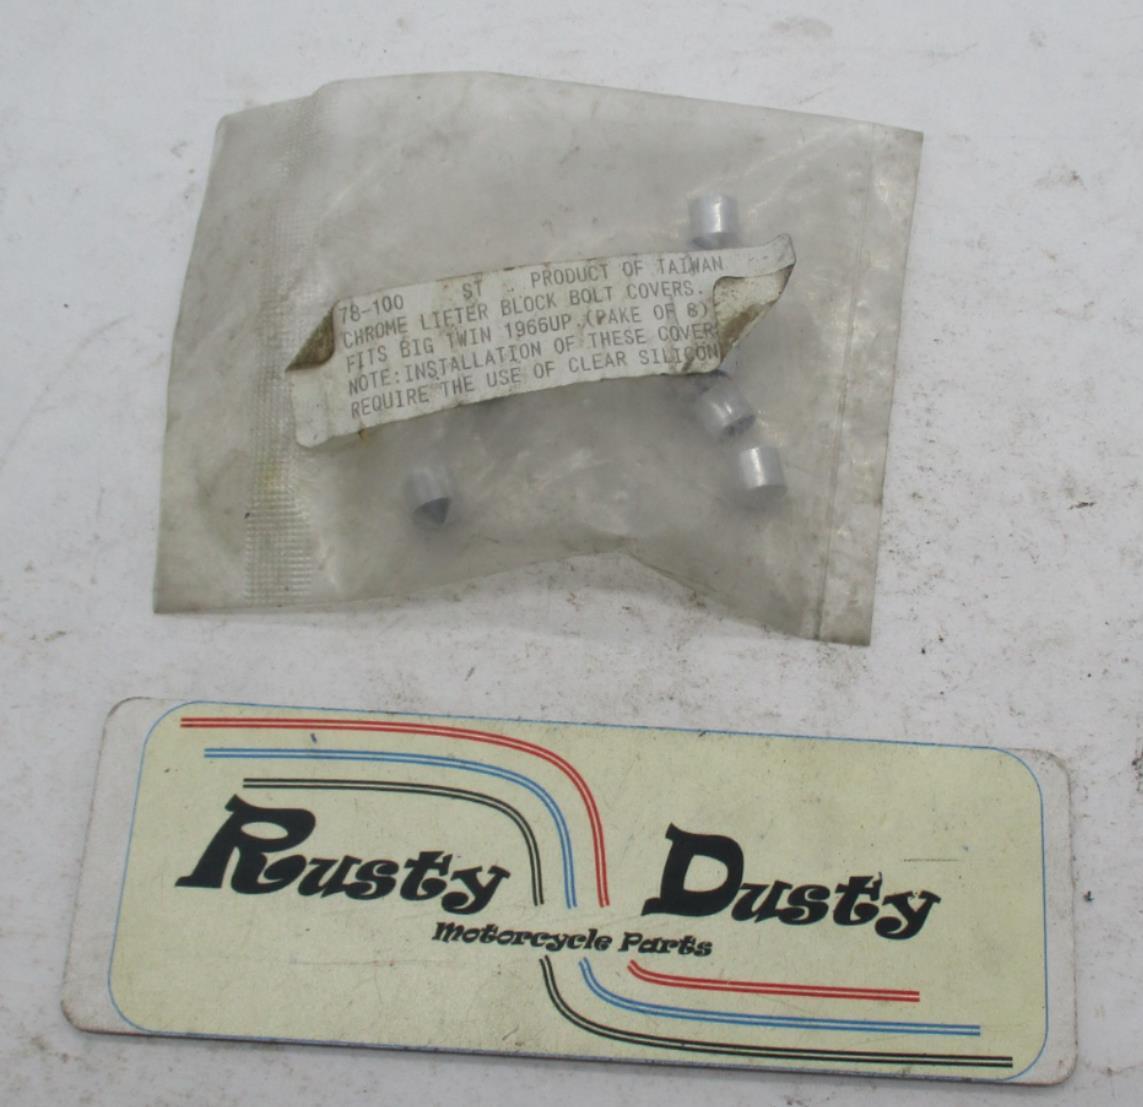 78-100 ST .. PRODUCT OF TAIWAN
CHROME LIFTER BLOCK BOLT COVERS.
FITS BIG TWIN 1966UP (PAKE OF 8)
NOTE:INSTALLATION OF THESE COVER
REQUIRE THE USE OF CLEAR SILICON
Rusty Dusty
Motorcycle Parts